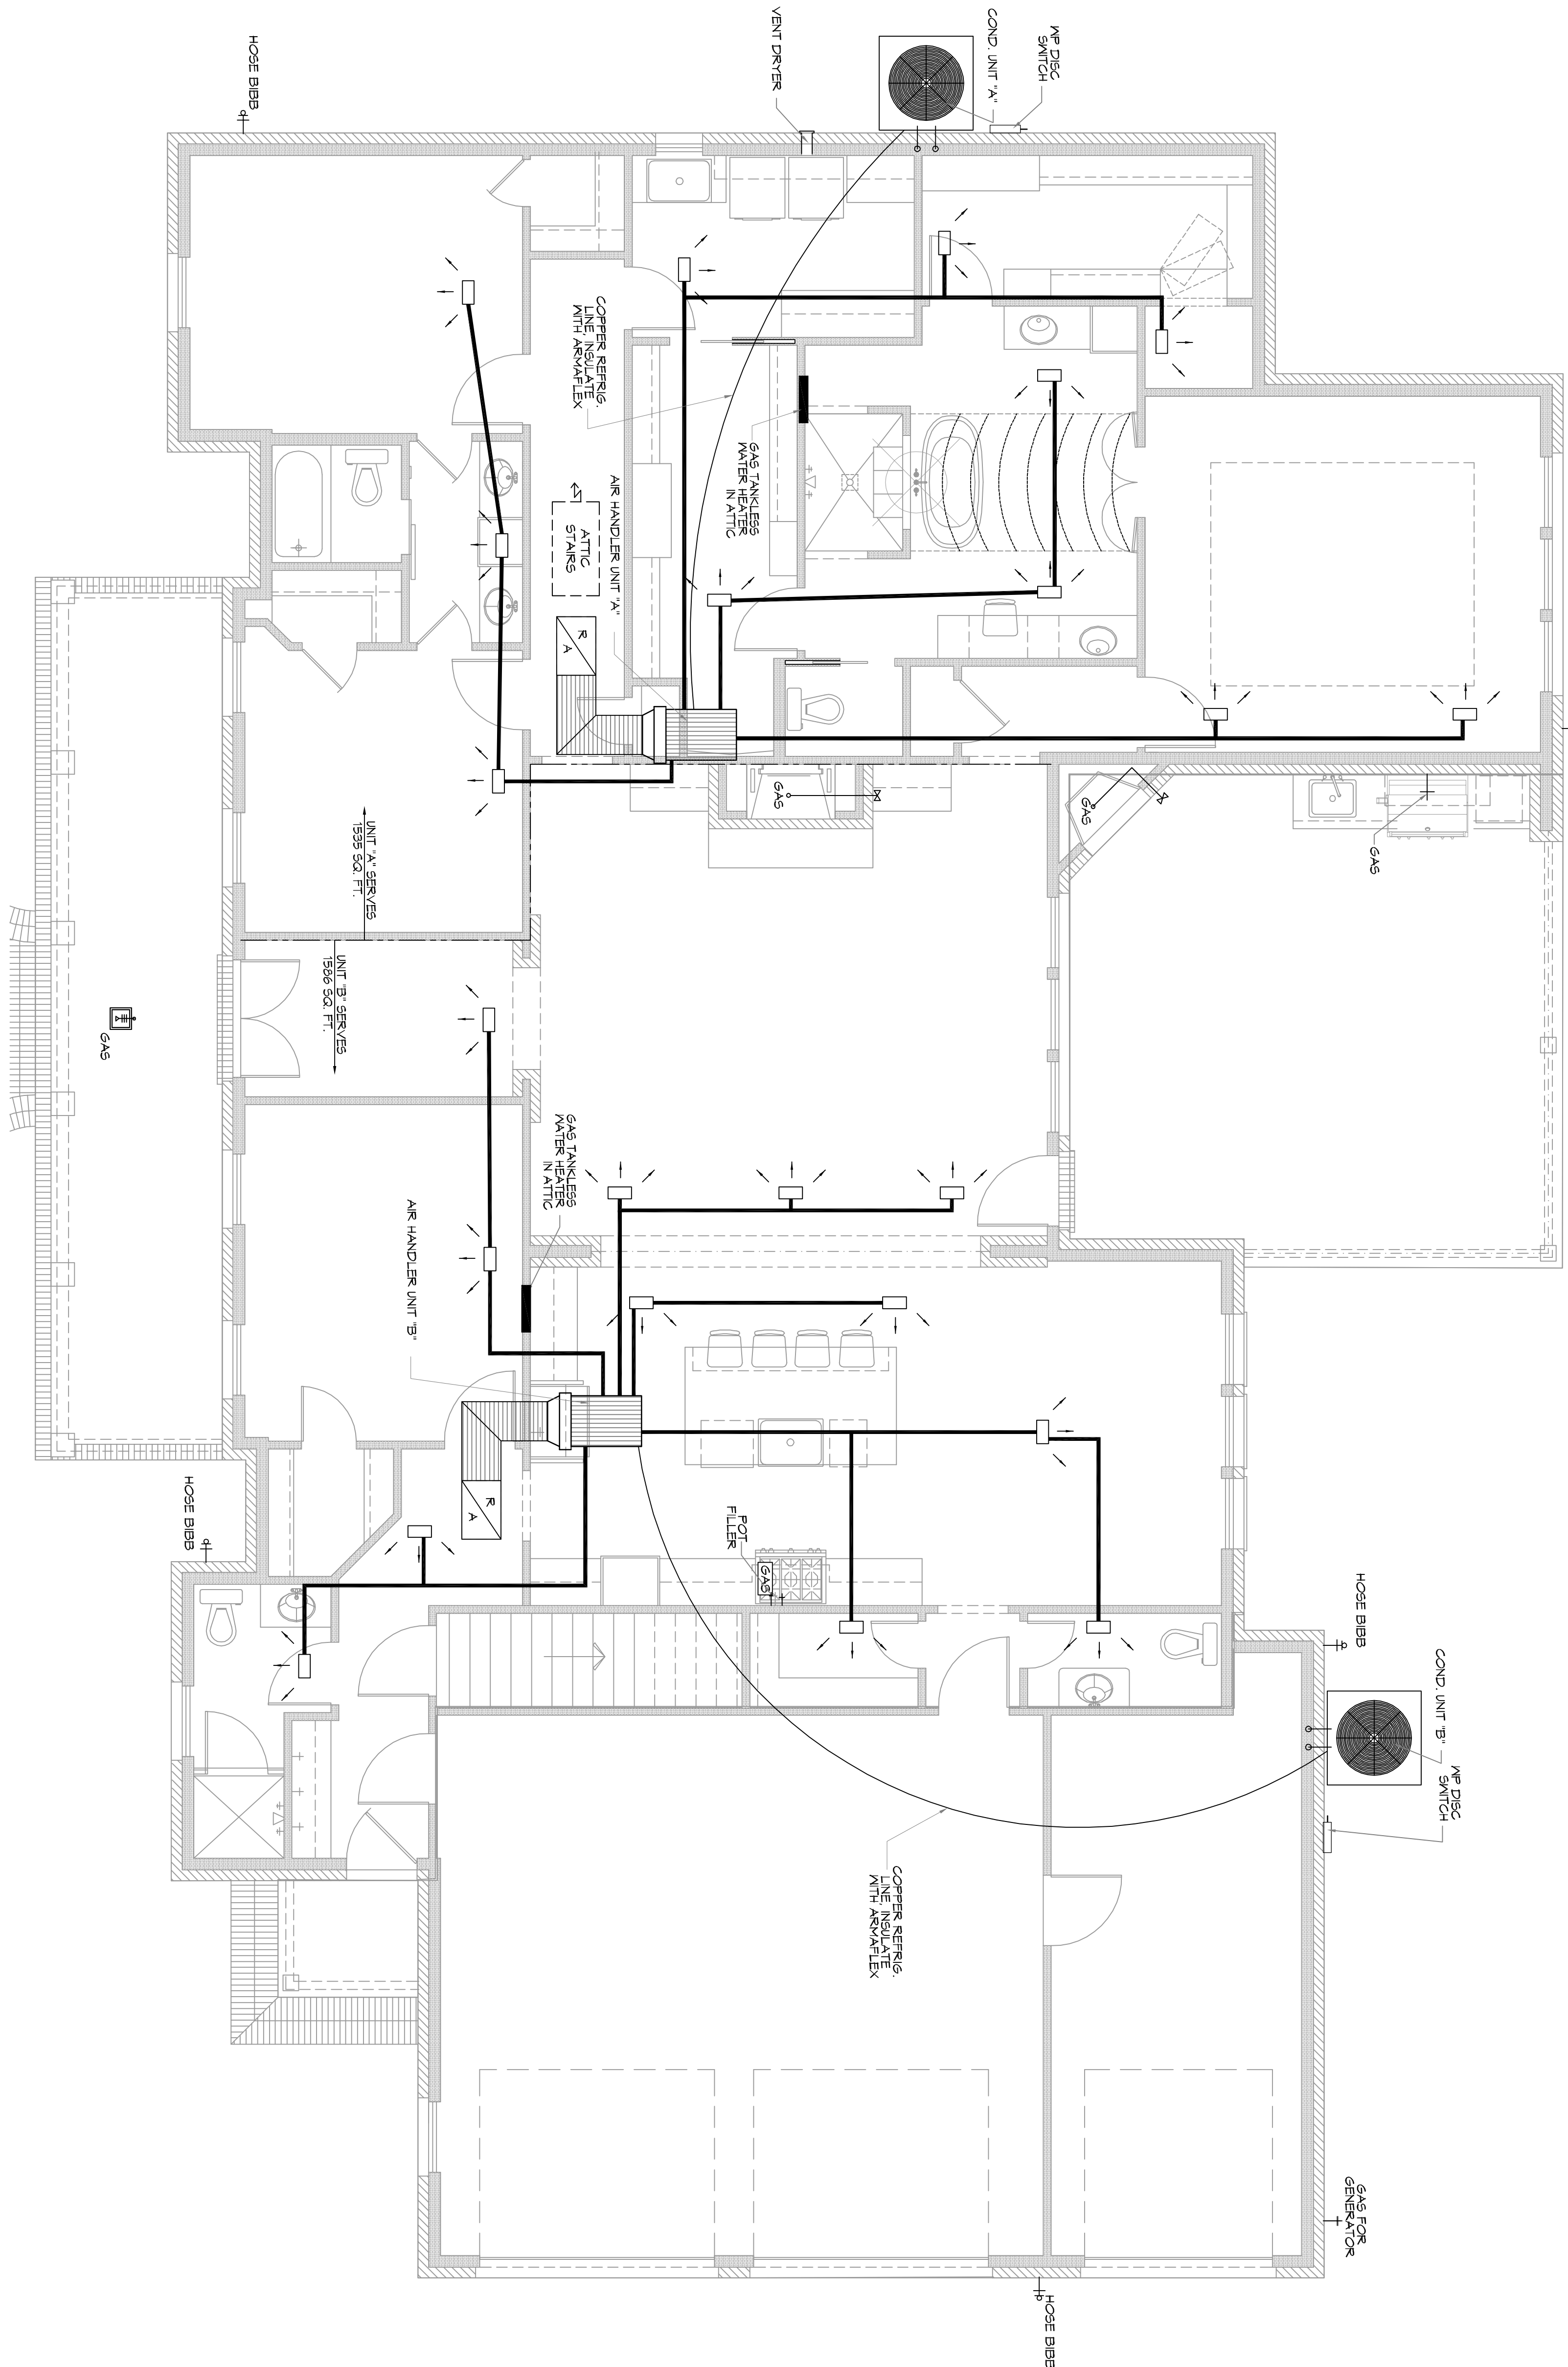 HOSE BIBB
VENT DRYER
COND. UNIT "A"
WP DISC
SWITCH
COPPER REFRIG.
LINE, INSULATE
WITH ARMAFLEX
GAS TANKLESS
WATER HEATER
IN ATTIC
AIR HANDLER UNIT "A"
ATTIC
STAIRS
R
A
GAS
GAS
GAS
UNIT "A" SERVES
1535 SQ. FT.
UNIT "B" SERVES
1586 SQ. FT.
GAS
GAS TANKLESS
WATER HEATER
IN ATTIC
AIR HANDLER UNIT "B"
R
A
POT
FILLER
GAS
HOSE BIBB
HOSE BIBB
COND. UNIT "B"
WP DISC
SWITCH
COPPER REFRIG.
LINE, INSULATE
WITH ARMAFLEX
GAS FOR
GENERATOR
HOSE BIBB